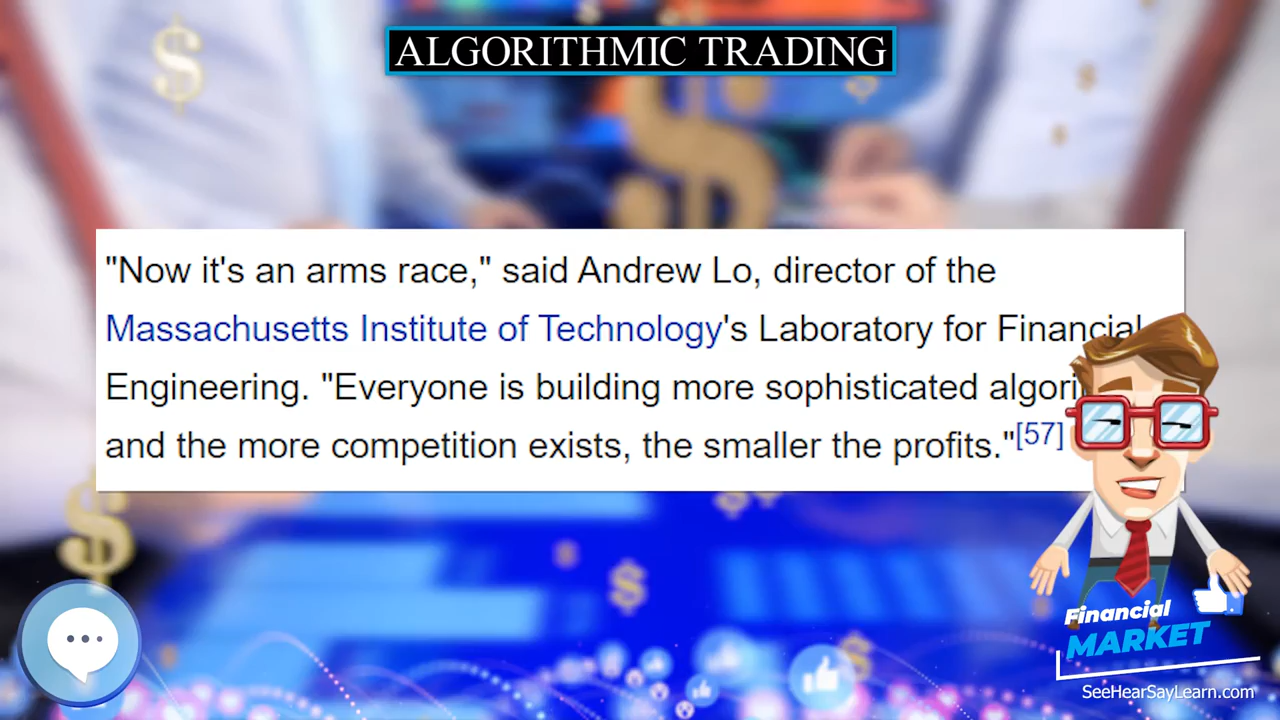 ALGORITHMIC TRADING
"Now it's an arms race," said Andrew Lo, director of the
Massachusetts Institute of Technology's Laboratory for Financial
Engineering. "Everyone is building more sophisticated
and the more competition exists, the smaller the profits."[57]
Financial
MARKET
SeeHearSayLearn.com